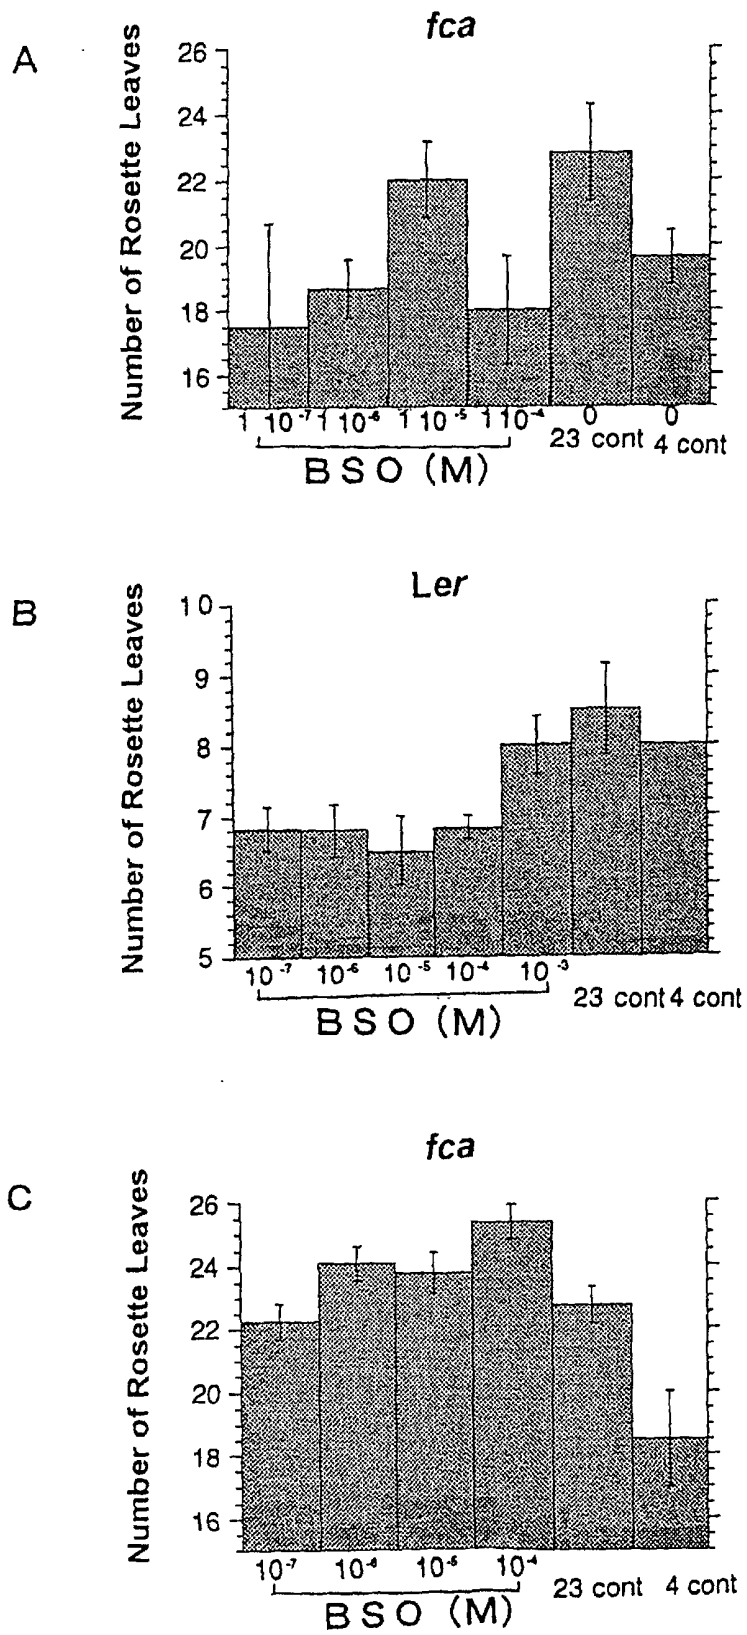 A
fca
Number of Rosette Leaves
26
24
22
20
18
16
1 10⁻⁷ 1 10⁻⁶ 1 10⁻⁵ 1 10⁻⁴ 0 0
23 cont 4 cont
BSO (M)
B
Ler
Number of Rosette Leaves
10
9
8
7
6
5
10⁻⁷ 10⁻⁶ 10⁻⁵ 10⁻⁴ 10⁻³
23 cont 4 cont
BSO (M)
C
fca
Number of Rosette Leaves
26
24
22
20
18
16
10⁻⁷ 10⁻⁶ 10⁻⁵ 10⁻⁴
23 cont 4 cont
BSO (M)